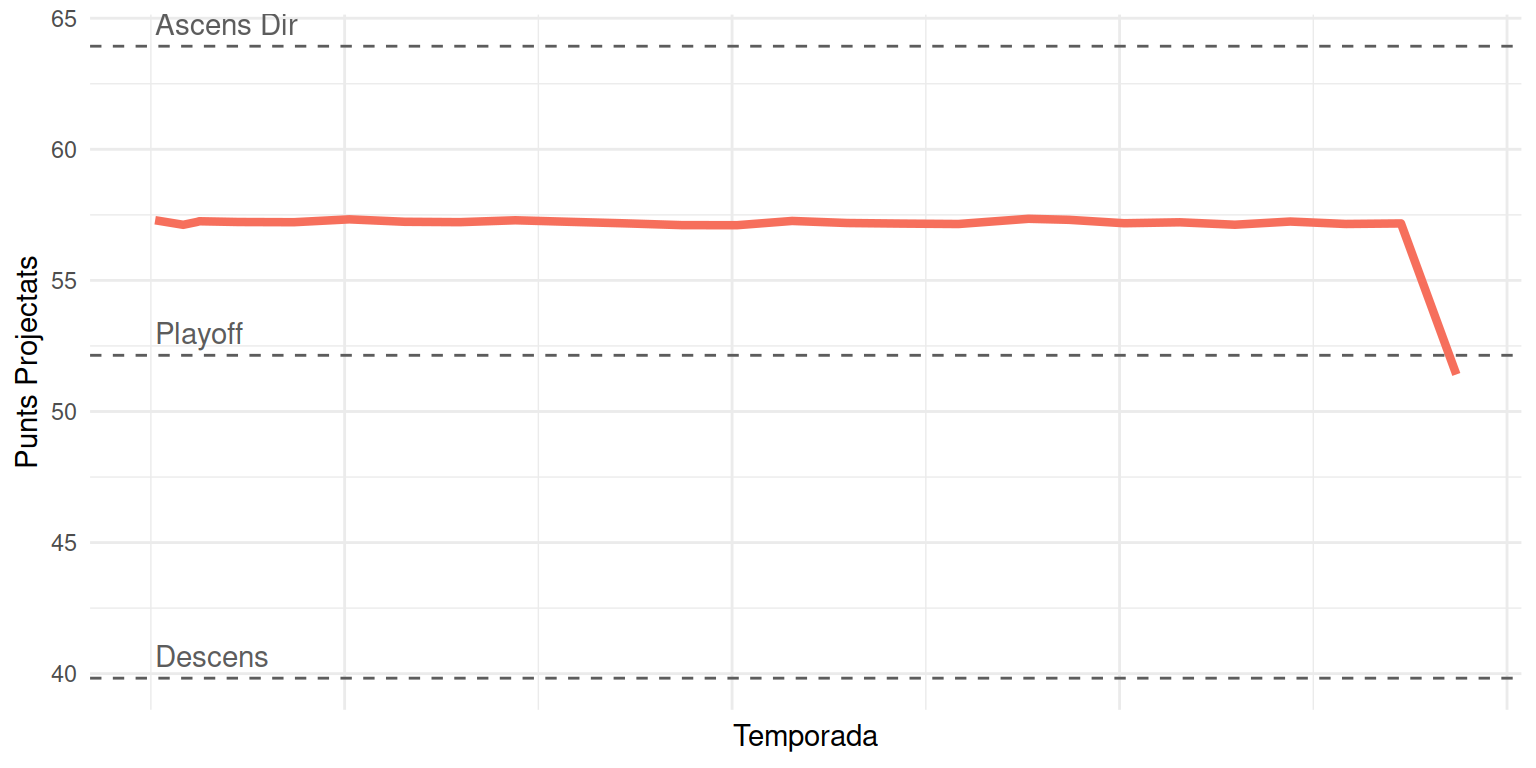 65
Ascens Dir
60
55
Playoff
50
45
Descens
40
Punts Projectats
Temporada